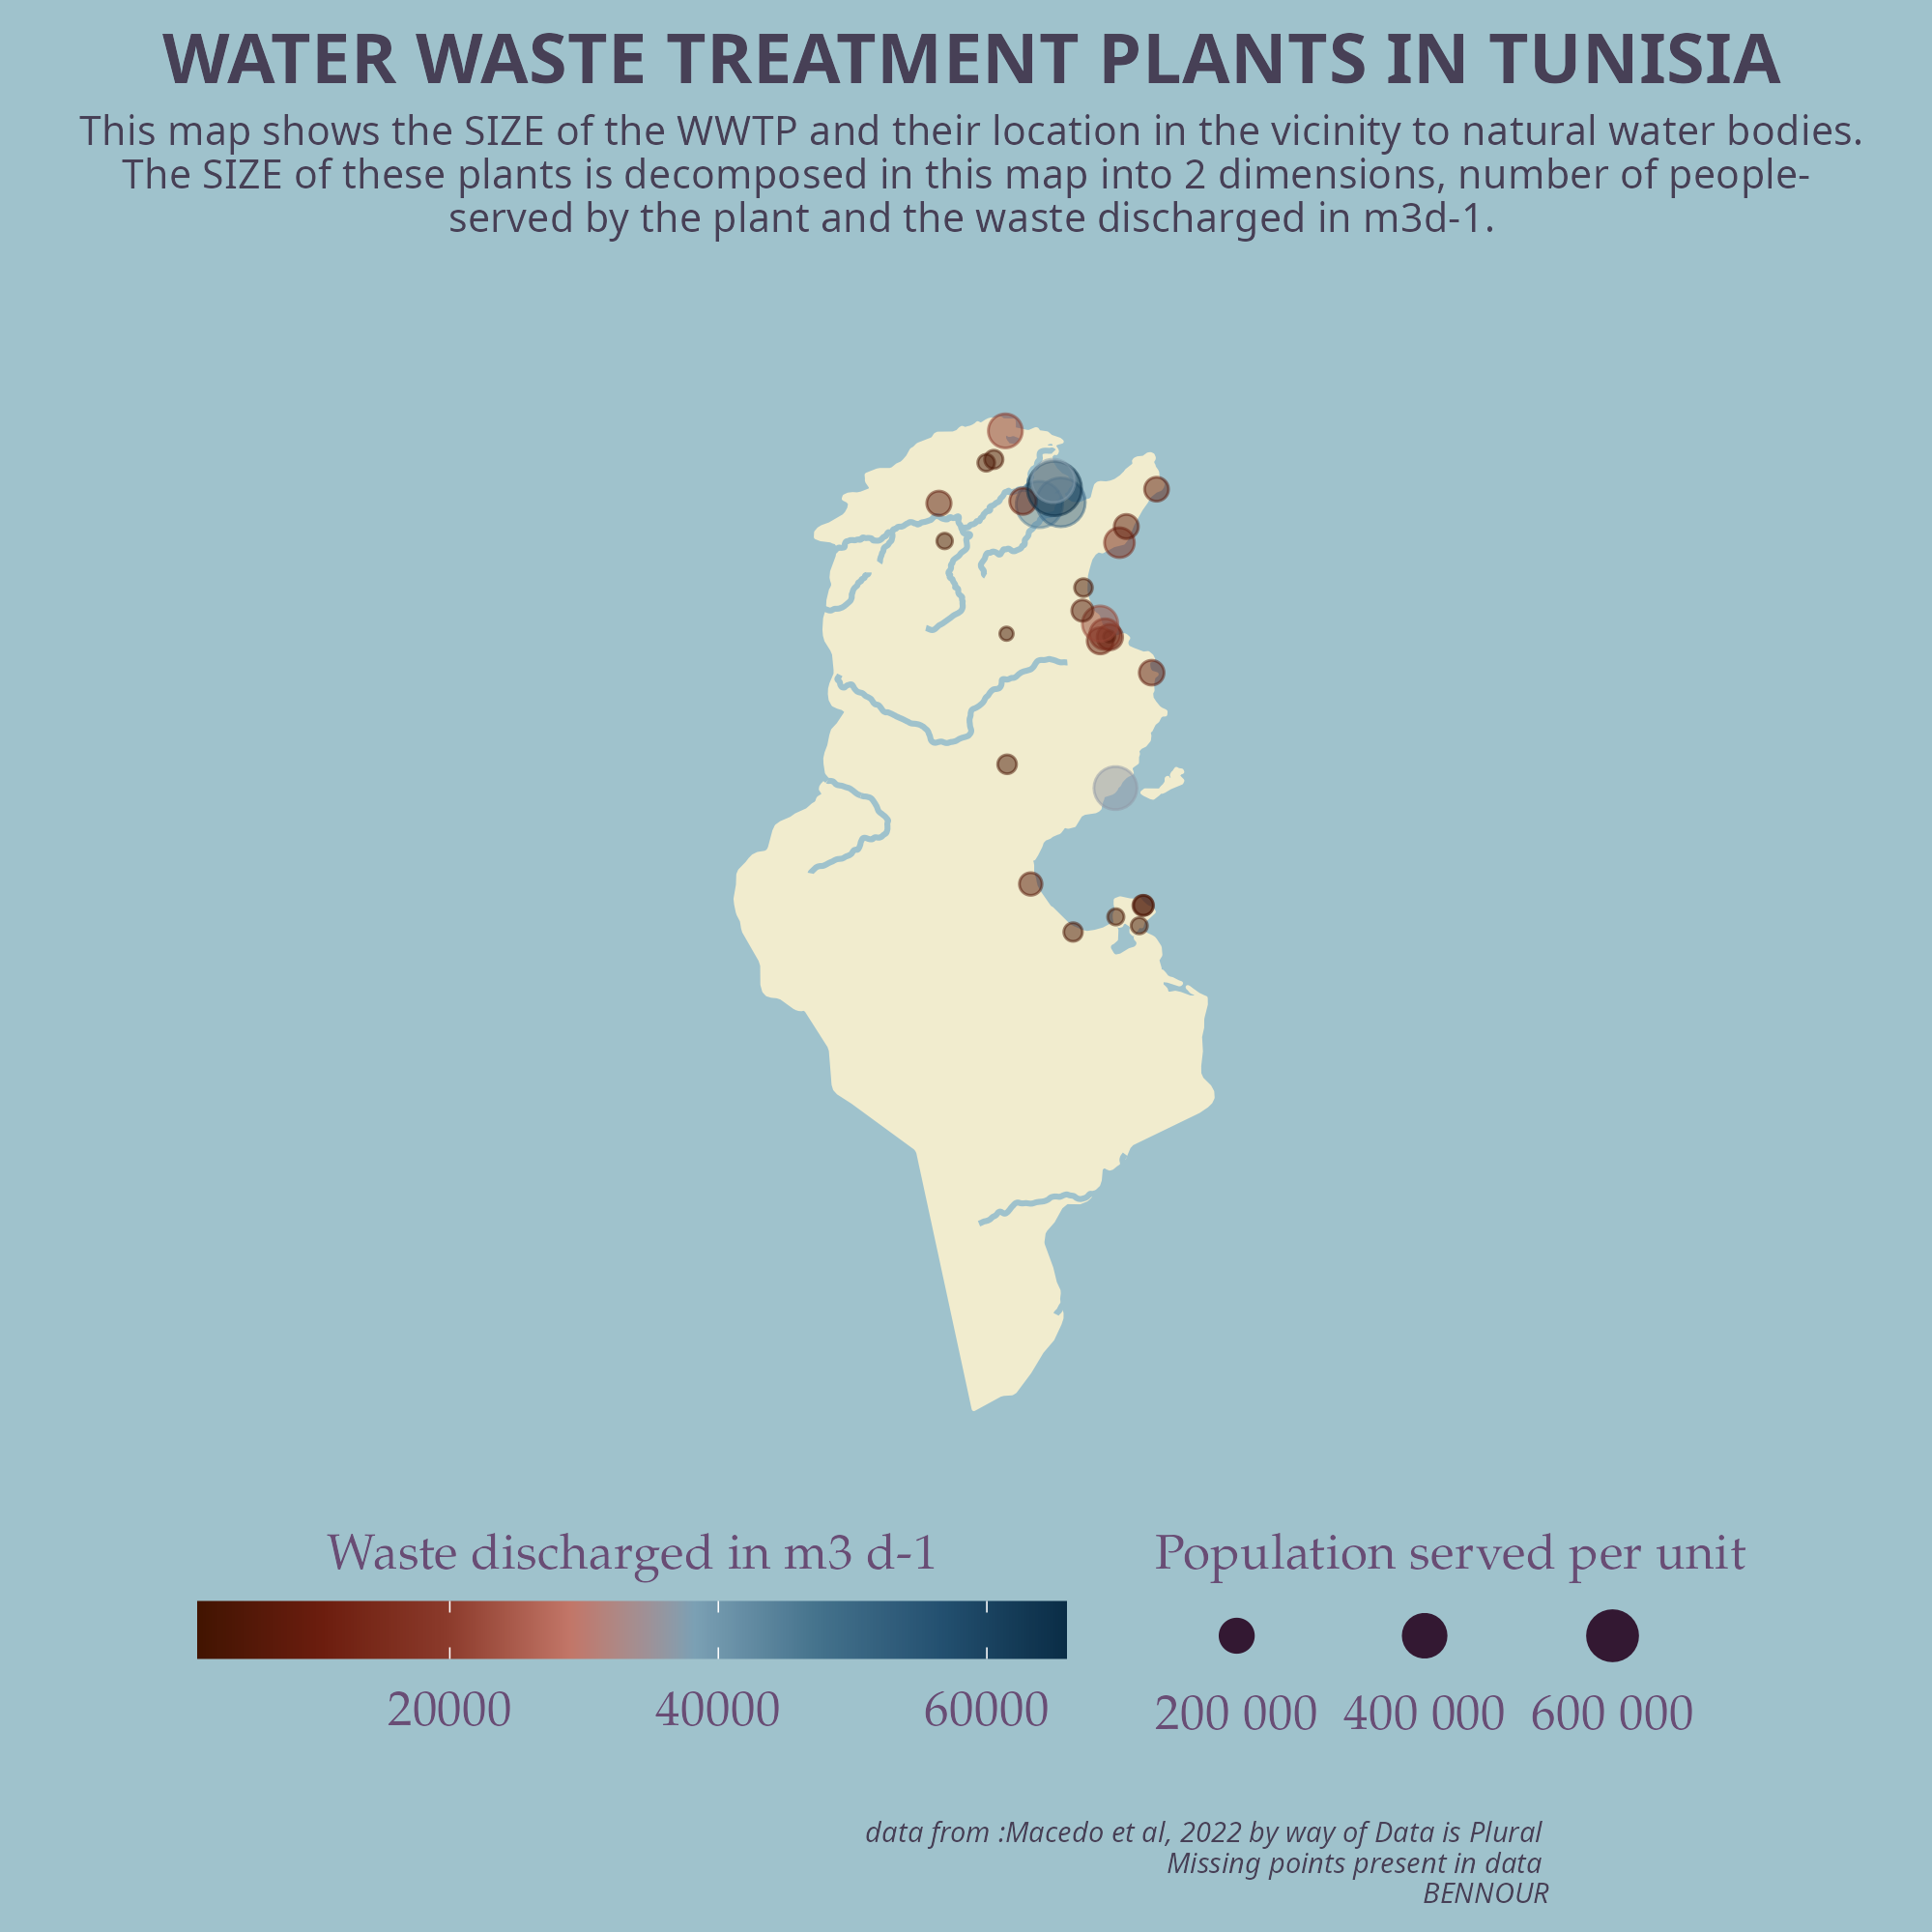 WATER WASTE TREATMENT PLANTS IN TUNISIA
This map shows the SIZE of the WWTP and their location in the vicinity to natural water bodies.
The SIZE of these plants is decomposed in this map into 2 dimensions, number of people-
served by the plant and the waste discharged in m3d-1.
Waste discharged in m3 d-1
20000 40000 60000
Population served per unit
200 000 400 000 600 000
data from :Macedo et al, 2022 by way of Data is Plural
Missing points present in data
BENNOUR